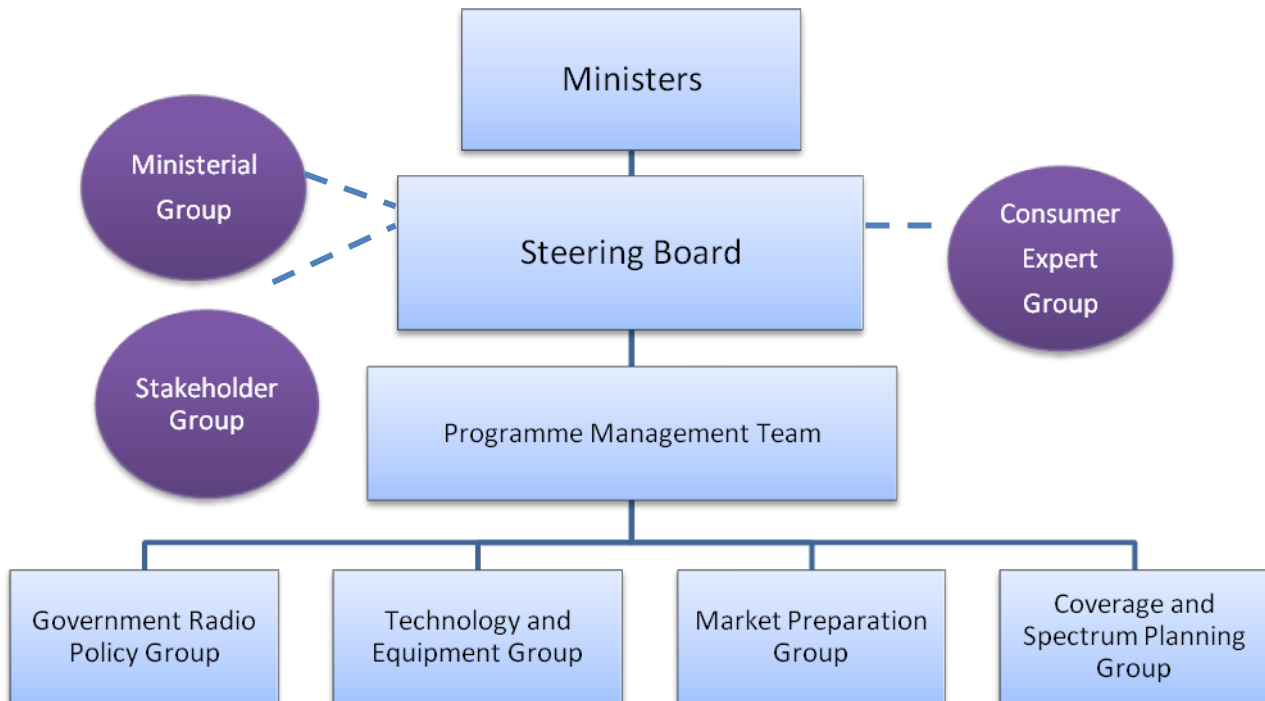 Ministers
Ministerial
Group
Steering Board
Consumer
Expert
Group
Stakeholder
Group
Programme Management Team
Government Radio
Policy Group
Technology and
Equipment Group
Market Preparation
Group
Coverage and
Spectrum Planning
Group